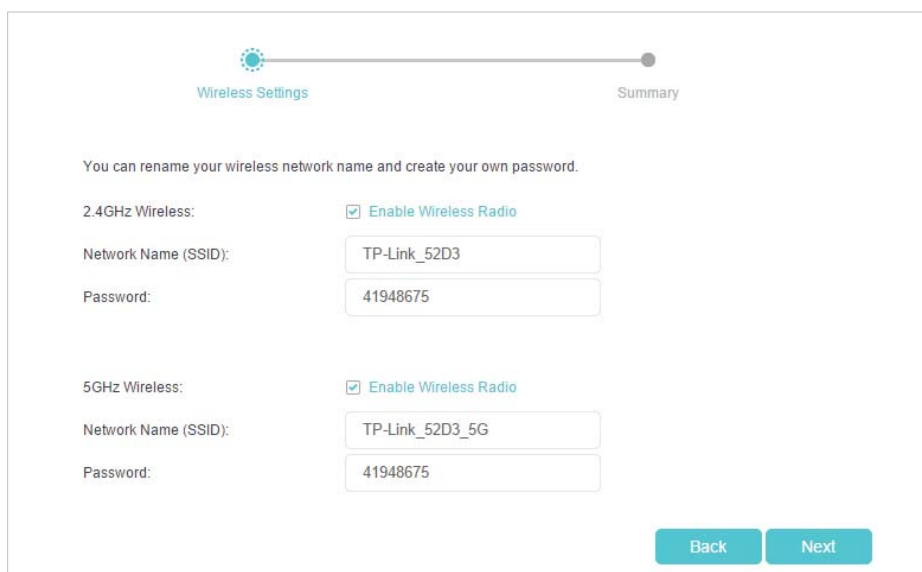 Wireless Settings Summary
You can rename your wireless network name and create your own password.
2.4GHz Wireless: Enable Wireless Radio
Network Name (SSID): TP-Link_52D3
Password: 41948675
5GHz Wireless: Enable Wireless Radio
Network Name (SSID): TP-Link_52D3_5G
Password: 41948675
Back Next